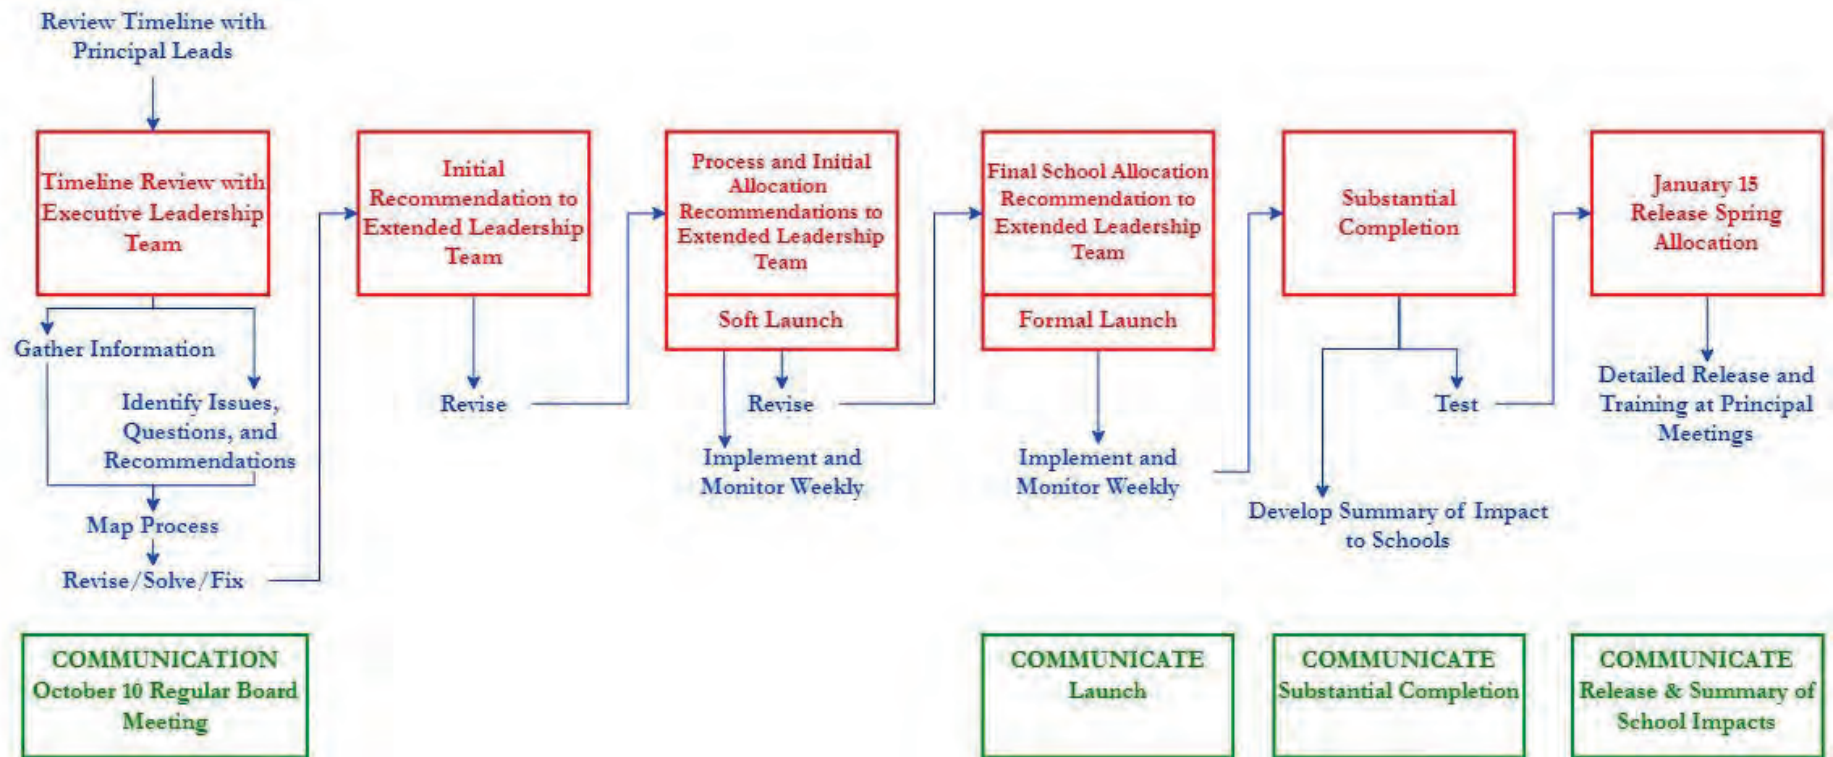 Review Timeline with
Principal Leads
Timeline Review with
Executive Leadership
Team
Gather Information
Identify Issues,
Questions, and
Recommendations
Map Process
Revise/Solve/Fix
Initial
Recommendation to
Extended Leadership
Team
Revise
Process and Initial
Allocation
Recommendations to
Extended Leadership
Team
Soft Launch
Revise
Implement and
Monitor Weekly
Final School Allocation
Recommendation to
Extended Leadership
Team
Formal Launch
Implement and
Monitor Weekly
Substantial
Completion
Test
Develop Summary of Impact
to Schools
January 15
Release Spring
Allocation
Detailed Release and
Training at Principal
Meetings
COMMUNICATION
October 10 Regular Board
Meeting
COMMUNICATE
Launch
COMMUNICATE
Substantial Completion
COMMUNICATE
Release & Summary of
School Impacts